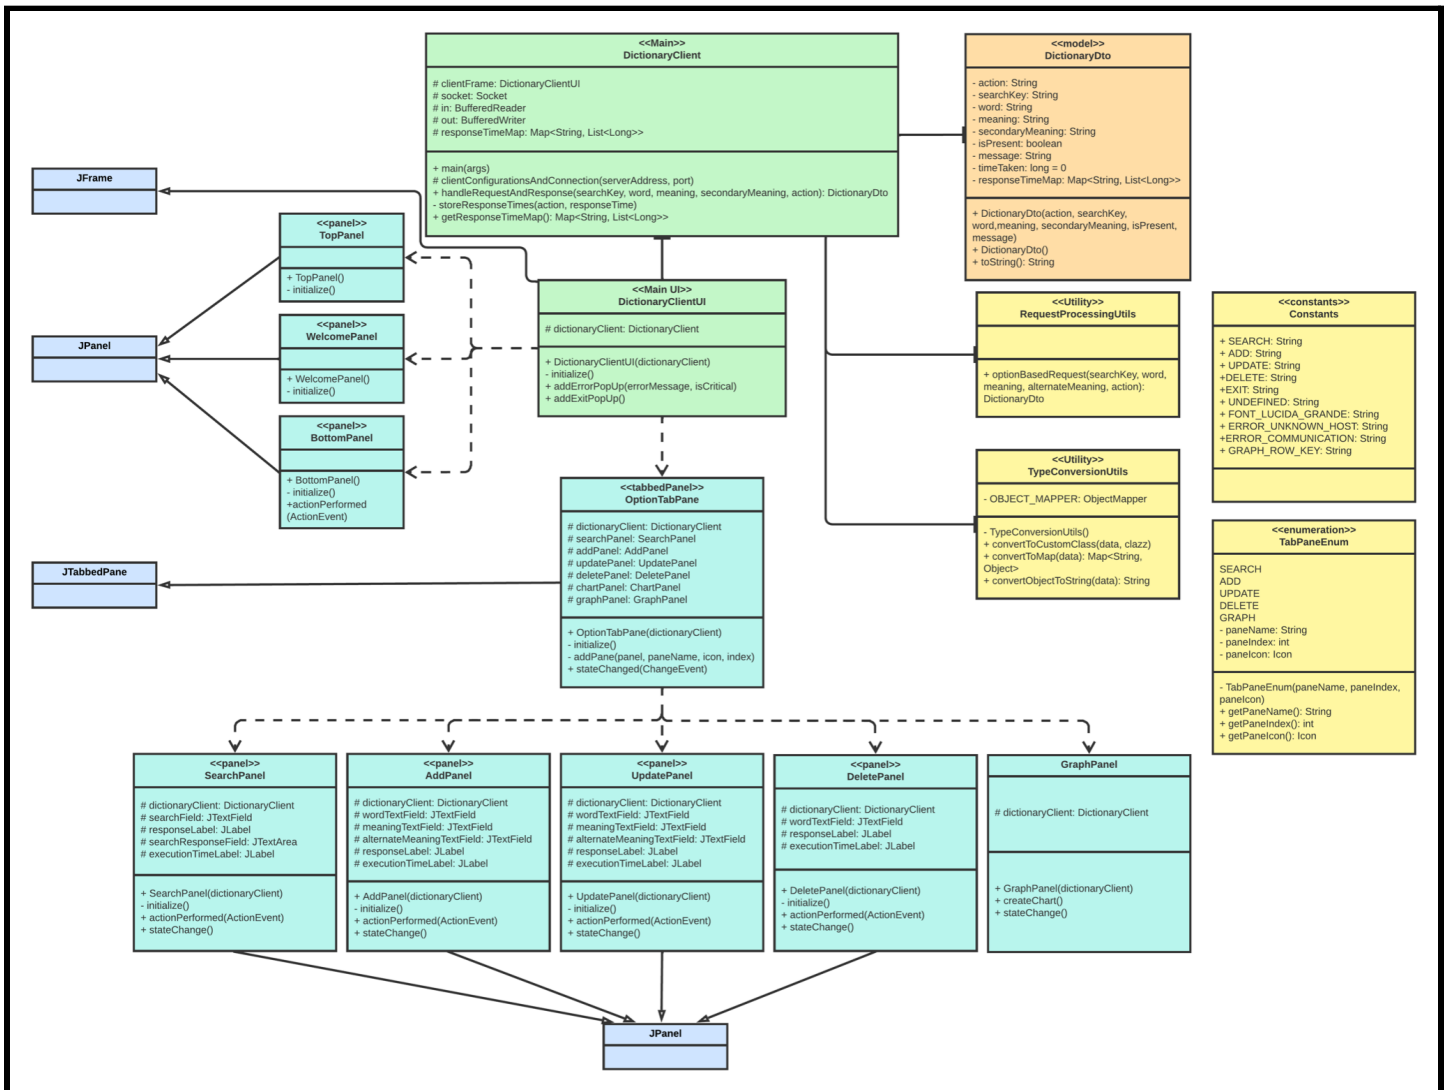 <<Main>>
DictionaryClient
# clientFrame: DictionaryClientUI
# socket: Socket
# in: BufferedReader
# out: BufferedWriter
# responseTimeMap: Map<String, List<Long>>
+ main(args)
# clientConfigurationsAndConnection(serverAddress, port)
+ handleRequestAndResponse(searchKey, word, meaning, secondaryMeaning, action): DictionaryDto
- storeResponseTimes(action, responseTime)
+ getResponseTimeMap(): Map<String, List<Long>>
<<model>>
DictionaryDto
- action: String
- searchKey: String
- word: String
- meaning: String
- secondaryMeaning: String
- isPresent: boolean
- message: String
- timeTaken: long = 0
- responseTimeMap: Map<String, List<Long>>
+ DictionaryDto(action, searchKey,
word,meaning, secondaryMeaning, isPresent,
message)
+ DictionaryDto()
+ toString(): String
JFrame
<<panel>>
TopPanel
+ TopPanel()
- initialize()
<<Main UI>>
DictionaryClientUI
# dictionaryClient: DictionaryClient
+ DictionaryClientUI(dictionaryClient)
- initialize()
+ addErrorPopUp(errorMessage, isCritical)
+ addExitPopUp()
<<Utility>>
RequestProcessingUtils
+ optionBasedRequest(searchKey, word,
meaning, alternateMeaning, action):
DictionaryDto
<<constants>>
Constants
+ SEARCH: String
+ ADD: String
+ UPDATE: String
+DELETE: String
+EXIT: String
+ UNDEFINED: String
+ FONT_LUCIDA_GRANDE: String
+ ERROR_UNKNOWN_HOST: String
+ERROR_COMMUNICATION: String
+ GRAPH_ROW_KEY: String
JPanel
<<panel>>
WelcomePanel
+ WelcomePanel()
- initialize()
<<panel>>
BottomPanel
+ BottomPanel()
- initialize()
+actionPerformed
(ActionEvent)
<<Utility>>
TypeConversionUtils
- OBJECT_MAPPER: ObjectMapper
- TypeConversionUtils()
+ convertToCustomClass(data, clazz)
+ convertToMap(data): Map<String,
Object>
+ convertObjectToString(data): String
<<tabbedPanel>>
OptionTabPane
# dictionaryClient: DictionaryClient
# searchPanel: SearchPanel
# addPanel: AddPanel
# updatePanel: UpdatePanel
# deletePanel: DeletePanel
# chartPanel: ChartPanel
# graphPanel: GraphPanel
+ OptionTabPane(dictionaryClient)
- initialize()
- addPane(panel, paneName, icon, index)
+ stateChanged(ChangeEvent)
<<enumeration>>
TabPaneEnum
SEARCH
ADD
UPDATE
DELETE
GRAPH
- paneName: String
- paneIndex: int
- paneIcon: Icon
- TabPaneEnum(paneName, paneIndex,
paneIcon)
+ getPaneName(): String
+ getPaneIndex(): int
+ getPaneIcon(): Icon
JTabbedPane
<<panel>>
SearchPanel
# dictionaryClient: DictionaryClient
# searchField: JTextField
# responseLabel: JLabel
# searchResponseField: JTextArea
# executionTimeLabel: JLabel
+ SearchPanel(dictionaryClient)
- initialize()
+ actionPerformed(ActionEvent)
+ stateChange()
<<panel>>
AddPanel
# dictionaryClient: DictionaryClient
# wordTextField: JTextField
# meaningTextField: JTextField
# alternateMeaningTextField: JTextField
# responseLabel: JLabel
# executionTimeLabel: JLabel
+ AddPanel(dictionaryClient)
- initialize()
+ actionPerformed(ActionEvent)
+ stateChange()
<<panel>>
UpdatePanel
# dictionaryClient: DictionaryClient
# wordTextField: JTextField
# meaningTextField: JTextField
# alternateMeaningTextField: JTextField
# responseLabel: JLabel
# executionTimeLabel: JLabel
+ UpdatePanel(dictionaryClient)
- initialize()
+ actionPerformed(ActionEvent)
+ stateChange()
<<panel>>
DeletePanel
# dictionaryClient: DictionaryClient
# wordTextField: JTextField
# responseLabel: JLabel
# executionTimeLabel: JLabel
+ DeletePanel(dictionaryClient)
- initialize()
+ actionPerformed(ActionEvent)
+ stateChange()
GraphPanel
# dictionaryClient: DictionaryClient
+ GraphPanel(dictionaryClient)
+ createChart()
+ stateChange()
JPanel